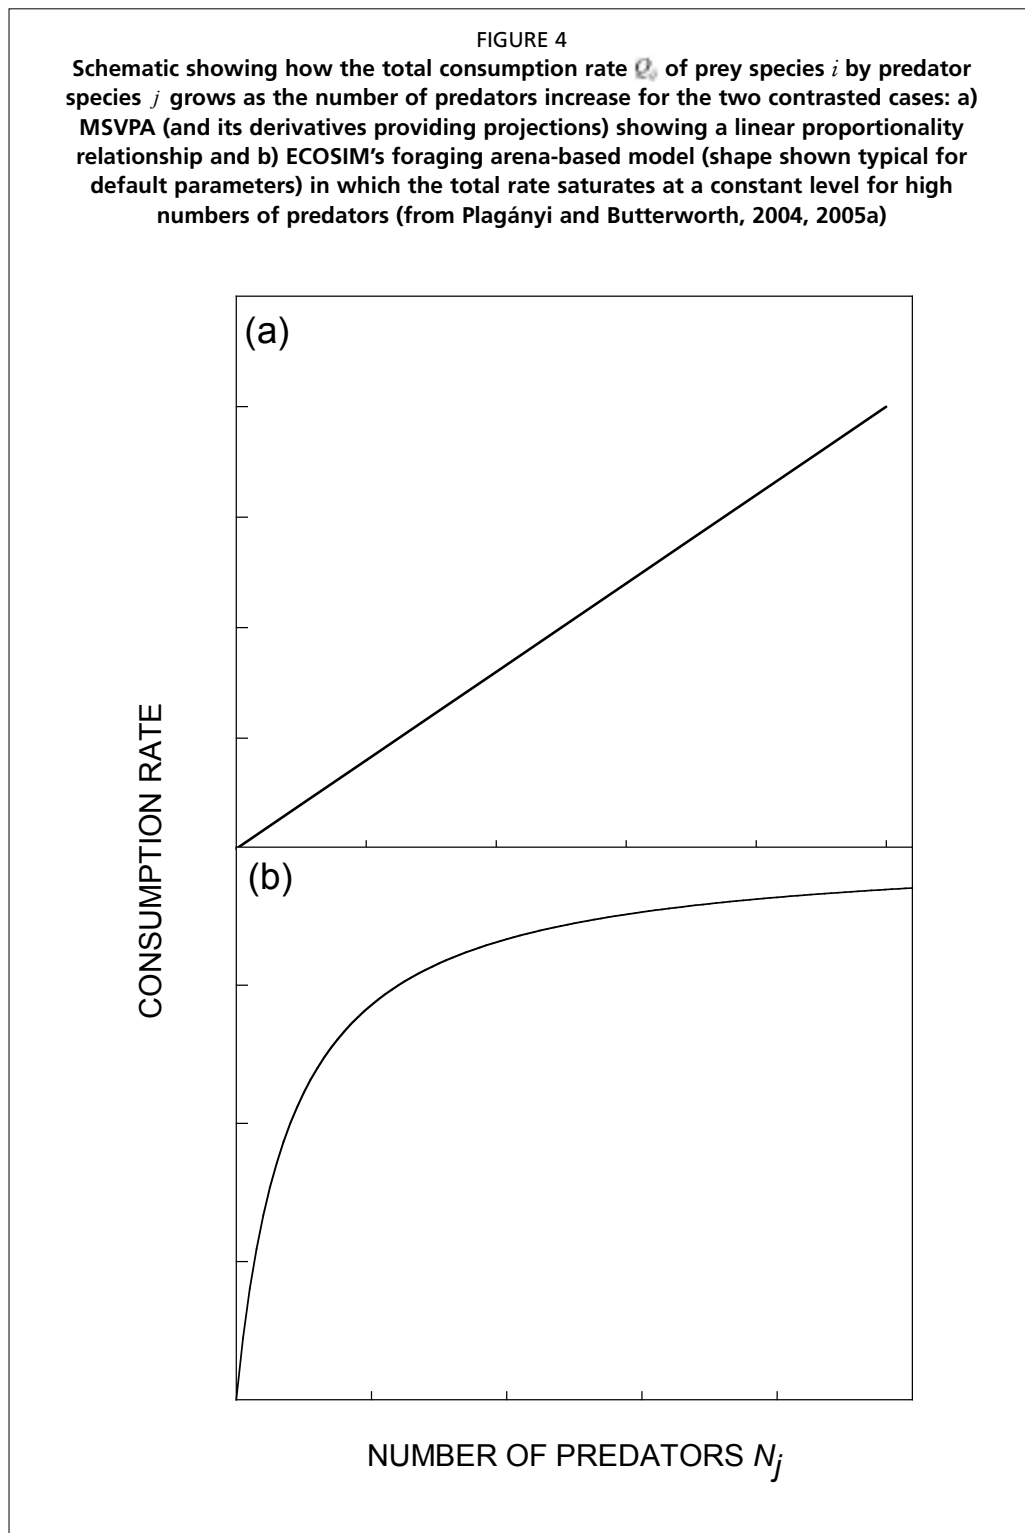 FIGURE 4
Schematic showing how the total consumption rate of prey species i by predator
species j grows as the number of predators increase for the two contrasted cases: a)
MSVPA (and its derivatives providing projections) showing a linear proportionality
relationship and b) ECOSIM's foraging arena-based model (shape shown typical for
default parameters) in which the total rate saturates at a constant level for high
numbers of predators (from Plagányi and Butterworth, 2004, 2005a)
(a)
CONSUMPTION RATE
(b)
NUMBER OF PREDATORS Nj